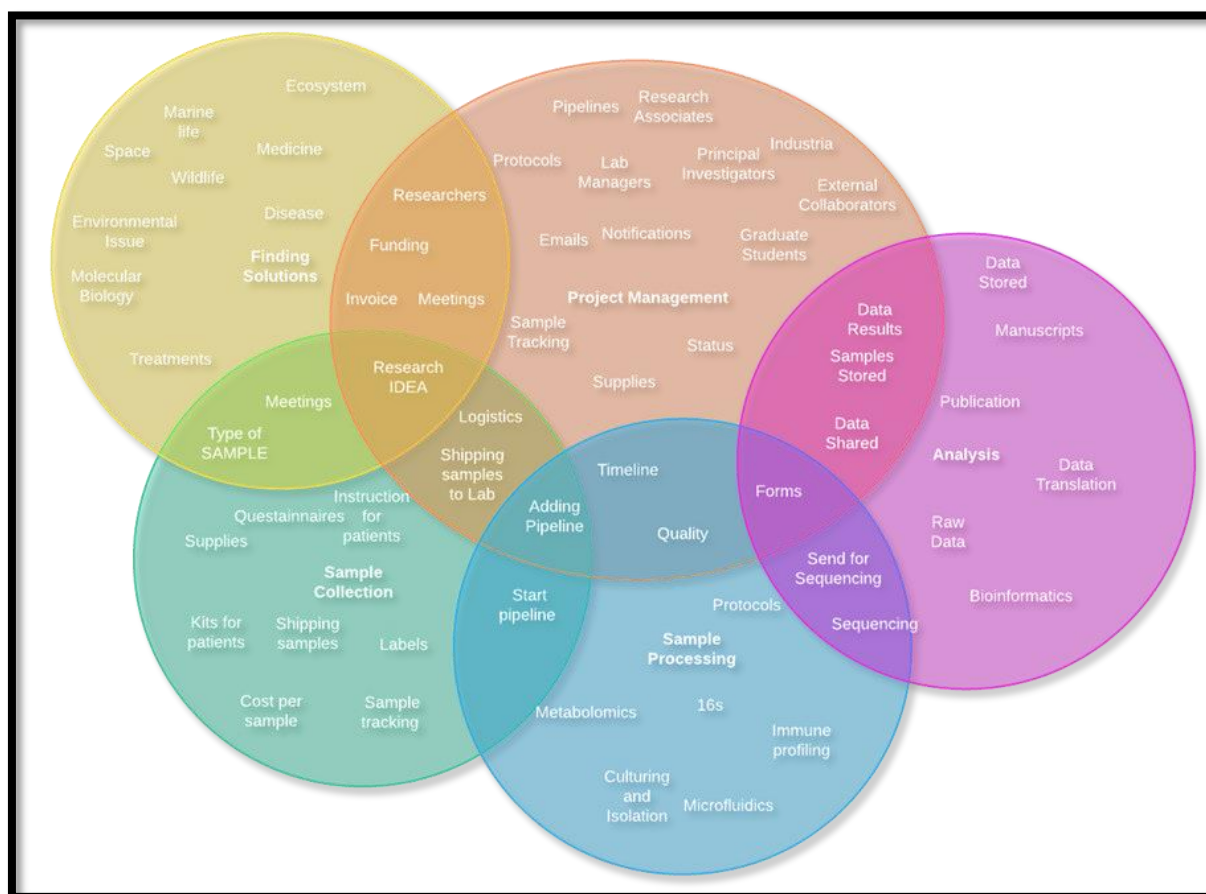 Ecosystem
Marine
life
Space
Medicine
Wildlife
Environmental
Issue
Disease
Finding
Solutions
Molecular
Biology
Treatments
Researchers
Funding
Invoice
Meetings
Research
IDEA
Meetings
Type of
SAMPLE
Logistics
Shipping
samples
to Lab
Pipelines
Research
Associates
Protocols
Lab
Managers
Principal
Investigators
Industria
External
Collaborators
Emails
Notifications
Graduate
Students
Project Management
Sample
Tracking
Status
Supplies
Data
Results
Samples
Stored
Data
Shared
Data
Stored
Manuscripts
Publication
Analysis
Data
Translation
Raw
Data
Bioinformatics
Timeline
Forms
Adding
Pipeline
Quality
Send for
Sequencing
Sequencing
Instruction
for
patients
Questainnaires
Supplies
Sample
Collection
Kits for
patients
Shipping
samples
Labels
Cost per
sample
Sample
tracking
Start
pipeline
Protocols
Sample
Processing
Metabolomics
16s
Immune
profiling
Culturing
and
Isolation
Microfluidics